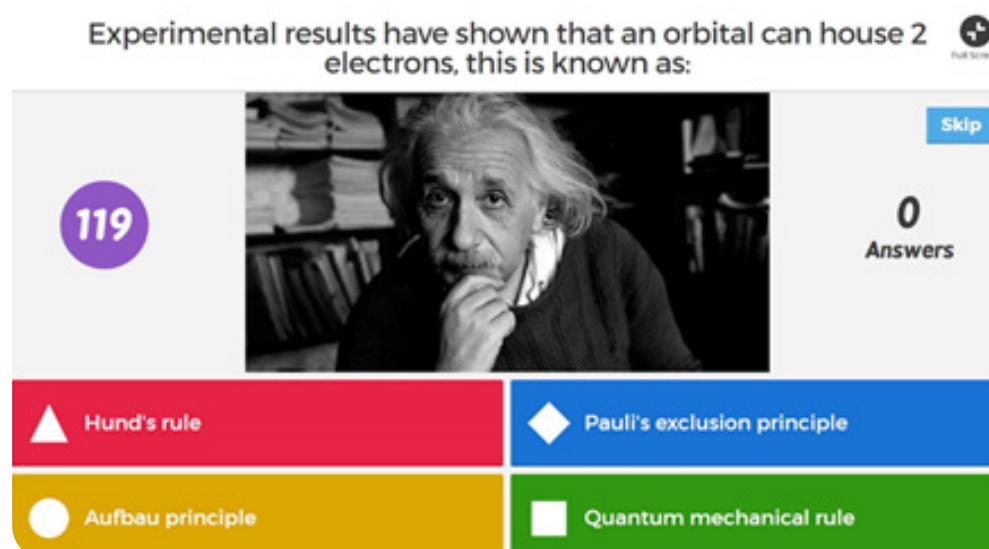 Experimental results have shown that an orbital can house 2
electrons, this is known as:
Skip
119
0
Answers
Hund's rule
Pauli's exclusion principle
Aufbau principle
Quantum mechanical rule